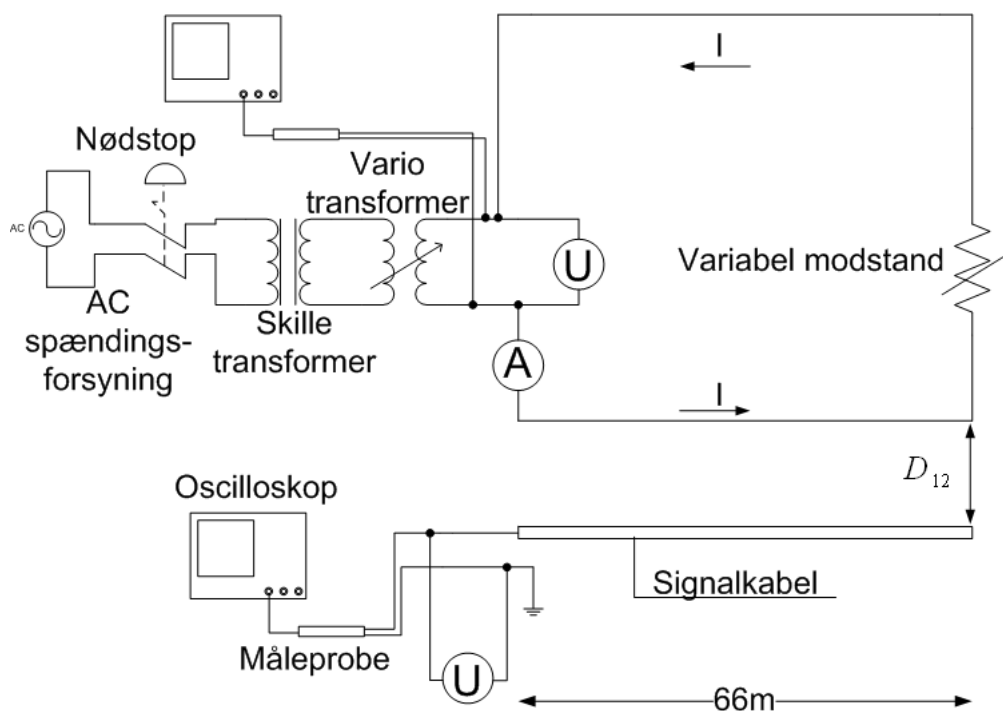 I
Nødstop
Vario
transformer
AC
U
Variabel modstand
AC
spændings-
forsyning
Skille
transformer
A
I
D12
Oscilloskop
Signalkabel
Måleprobe
U
66m